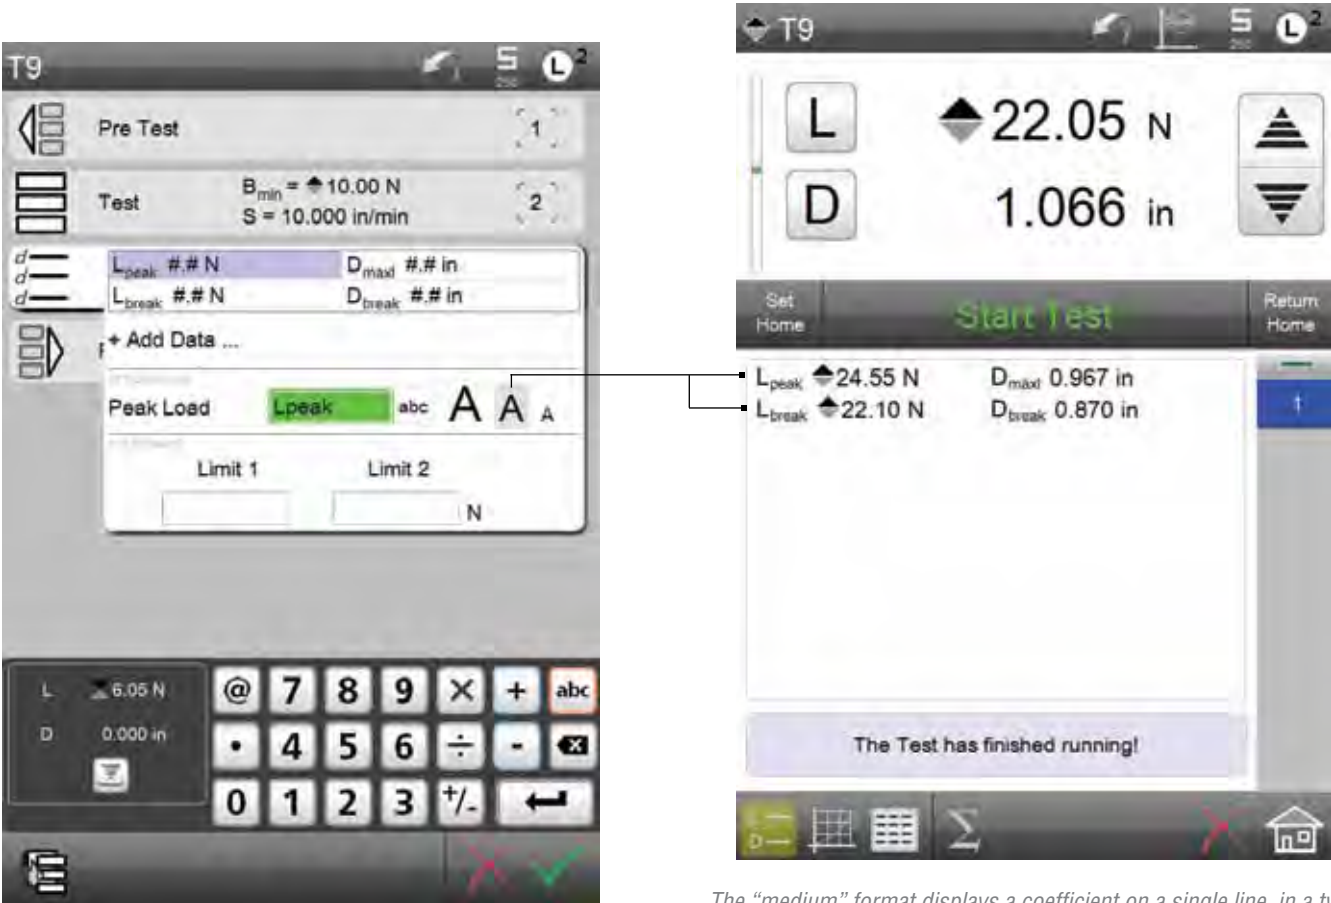 T9
S
L 2
Pre Test 1
Test Bmin = 10.00 N 2
S = 10.000 in/min
d
d
d
Lpeak #.# N Dmaxl #.# in
Lbreak #.# N Dbreak #.# in
+ Add Data ...
Peak Load Lpeak abc A A A
Limit 1 Limit 2
N
L 6.05 N
D 0.000 in
@ 7 8 9 × + abc
• 4 5 6 ÷ -
0 1 2 3 +/-
T9
S
L 2
L 22.05 N
D 1.066 in
Set Home
Start Test
Return Home
Lpeak 24.55 N Dmaxl 0.967 in
Lbreak 22.10 N Dbreak 0.870 in
1
The Test has finished running!
D
Σ
The "medium" format displays a coefficient on a single line, in a